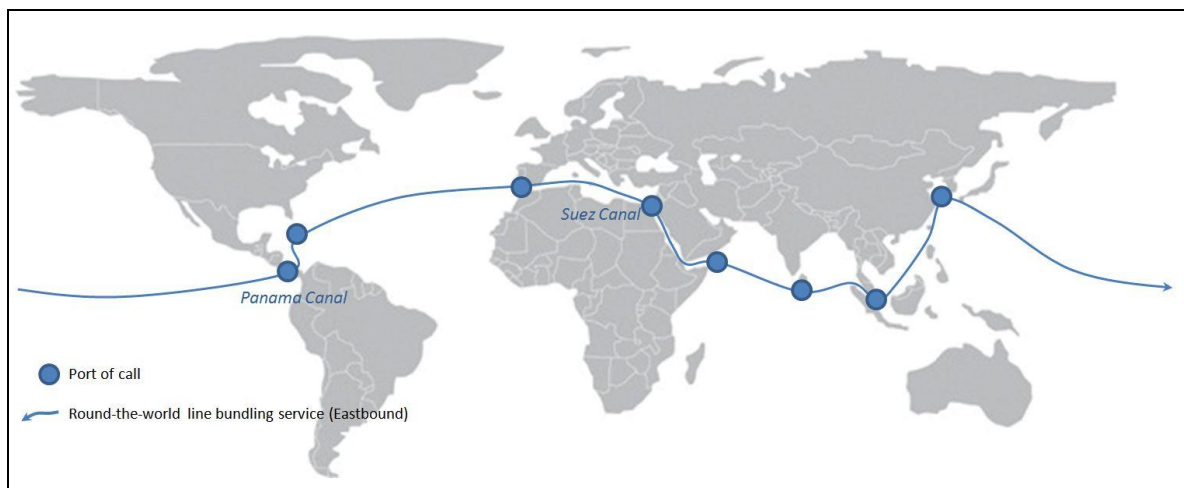 Suez Canal
Panama Canal
Port of call
Round-the-world line bundling service (Eastbound)